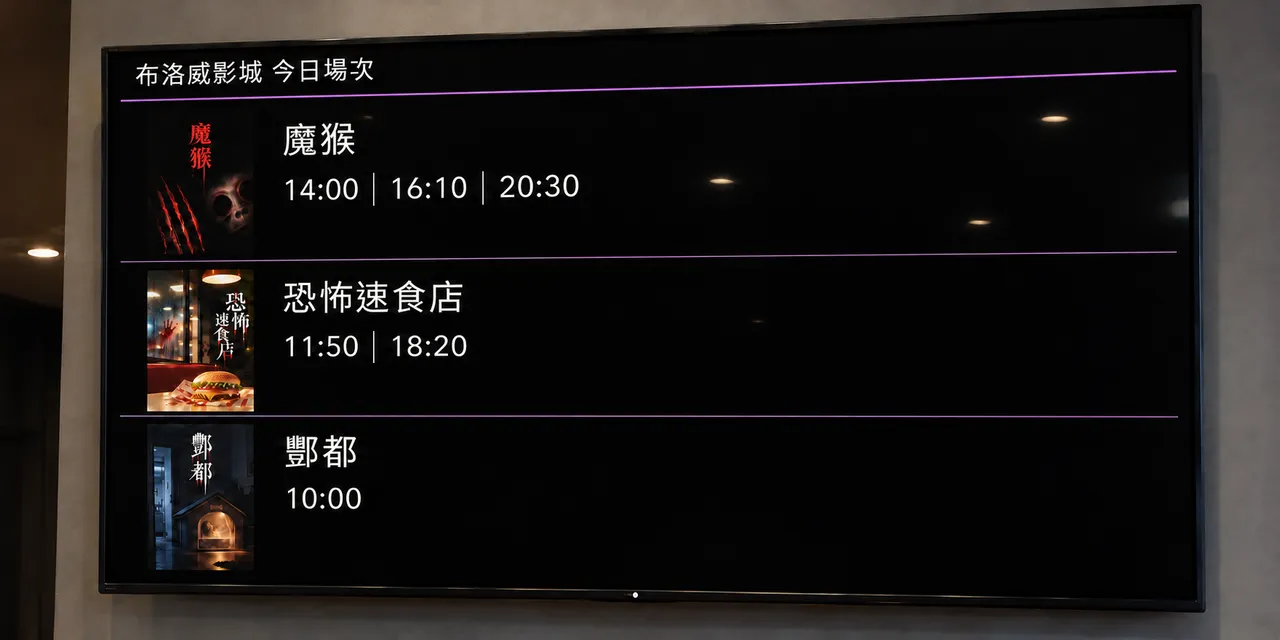 布洛威影城 今日場次
魔猴
魔猴
14:00 | 16:10 | 20:30
恐怖
速食店
恐怖速食店
11:50 | 18:20
酆都
酆都
10:00